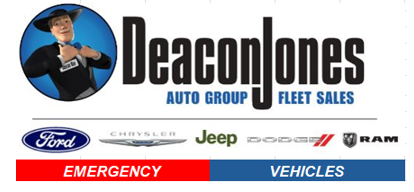 DeaconJones
AUTO GROUP FLEET SALES
Ford CHRYSLER Jeep DODGE RAM
EMERGENCY VEHICLES